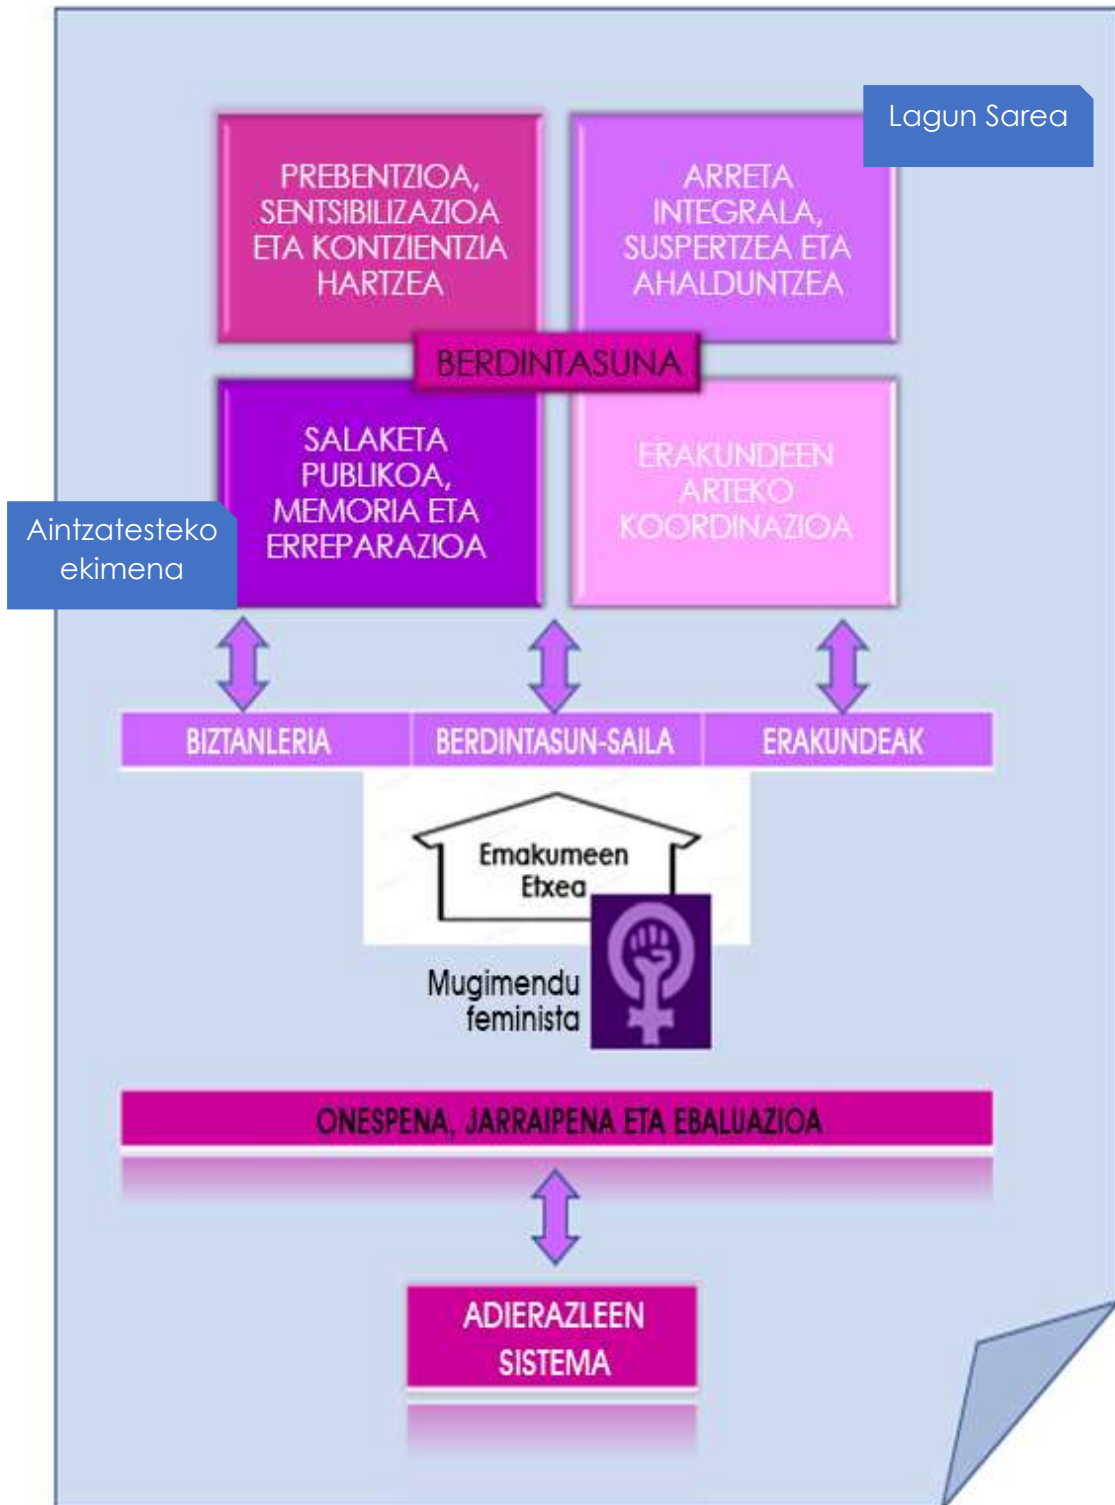 Lagun Sarea
PREBENTZIOA,
SENTSIBILIZAZIOA
ETA KONTZIENTZIA
HARTZEA
ARRETA
INTEGRALA,
SUSPERTZEA ETA
AHALDUNTZEA
BERDINTASUNA
SALAKETA
PUBLIKOA,
MEMORIA ETA
ERREPARAZIOA
ERAKUNDEEN
ARTEKO
KOORDINAZIOA
Aintzatesteko
ekimena
BIZTANLERIA
BERDINTASUN-SAILA
ERAKUNDEAK
Emakumeen
Etxea
Mugimendu
feminista
ONESPENA, JARRAIPENA ETA EBALUAZIOA
ADIERAZLEEN
SISTEMA